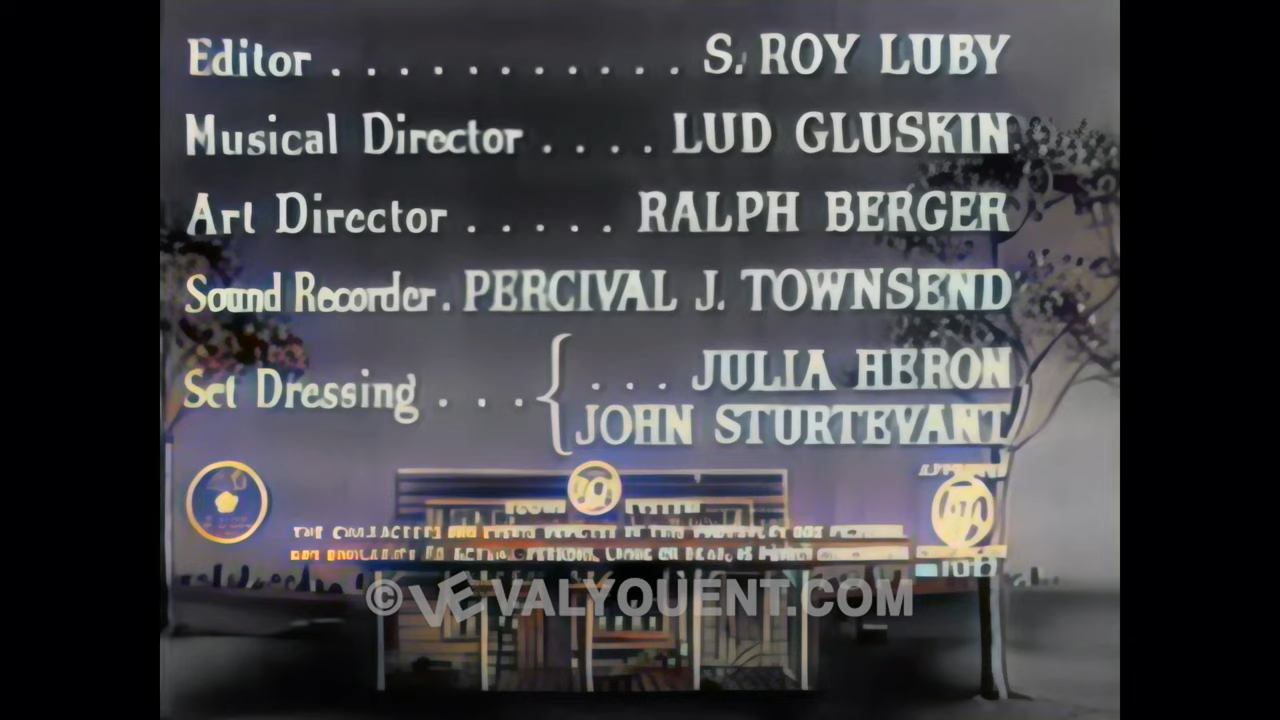 Editor . . . . . . . . . . . S. ROY LUBY
Musical Director . . . . LUD GLUSKIN
Art Director . . . . . RALPH BERGER
Sound Recorder . PERCIVAL J. TOWNSEND
Set Dressing . . . { . . . JULIA HERON
JOHN STURTEVANT
© VE VALYOUENT.COM